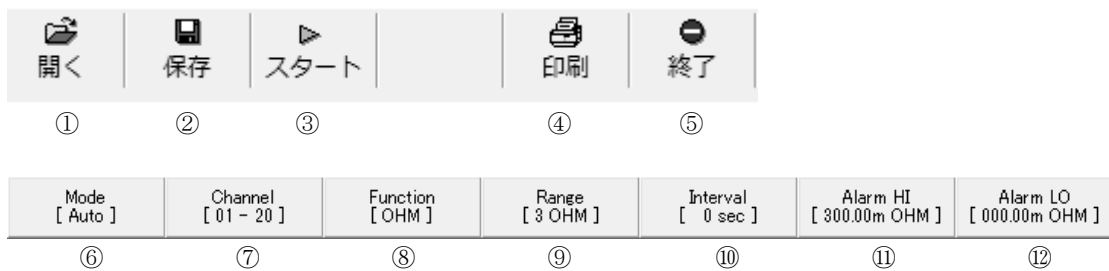 開く 保存 スタート 印刷 終了
① ② ③ ④ ⑤
Mode Channel Function Range Interval Alarm HI Alarm LO
[ Auto ] [ 01 - 20 ] [ OHM ] [ 3 OHM ] [ 0 sec ] [ 300.00m OHM ] [ 000.00m OHM ]
⑥ ⑦ ⑧ ⑨ ⑩ ⑪ ⑫